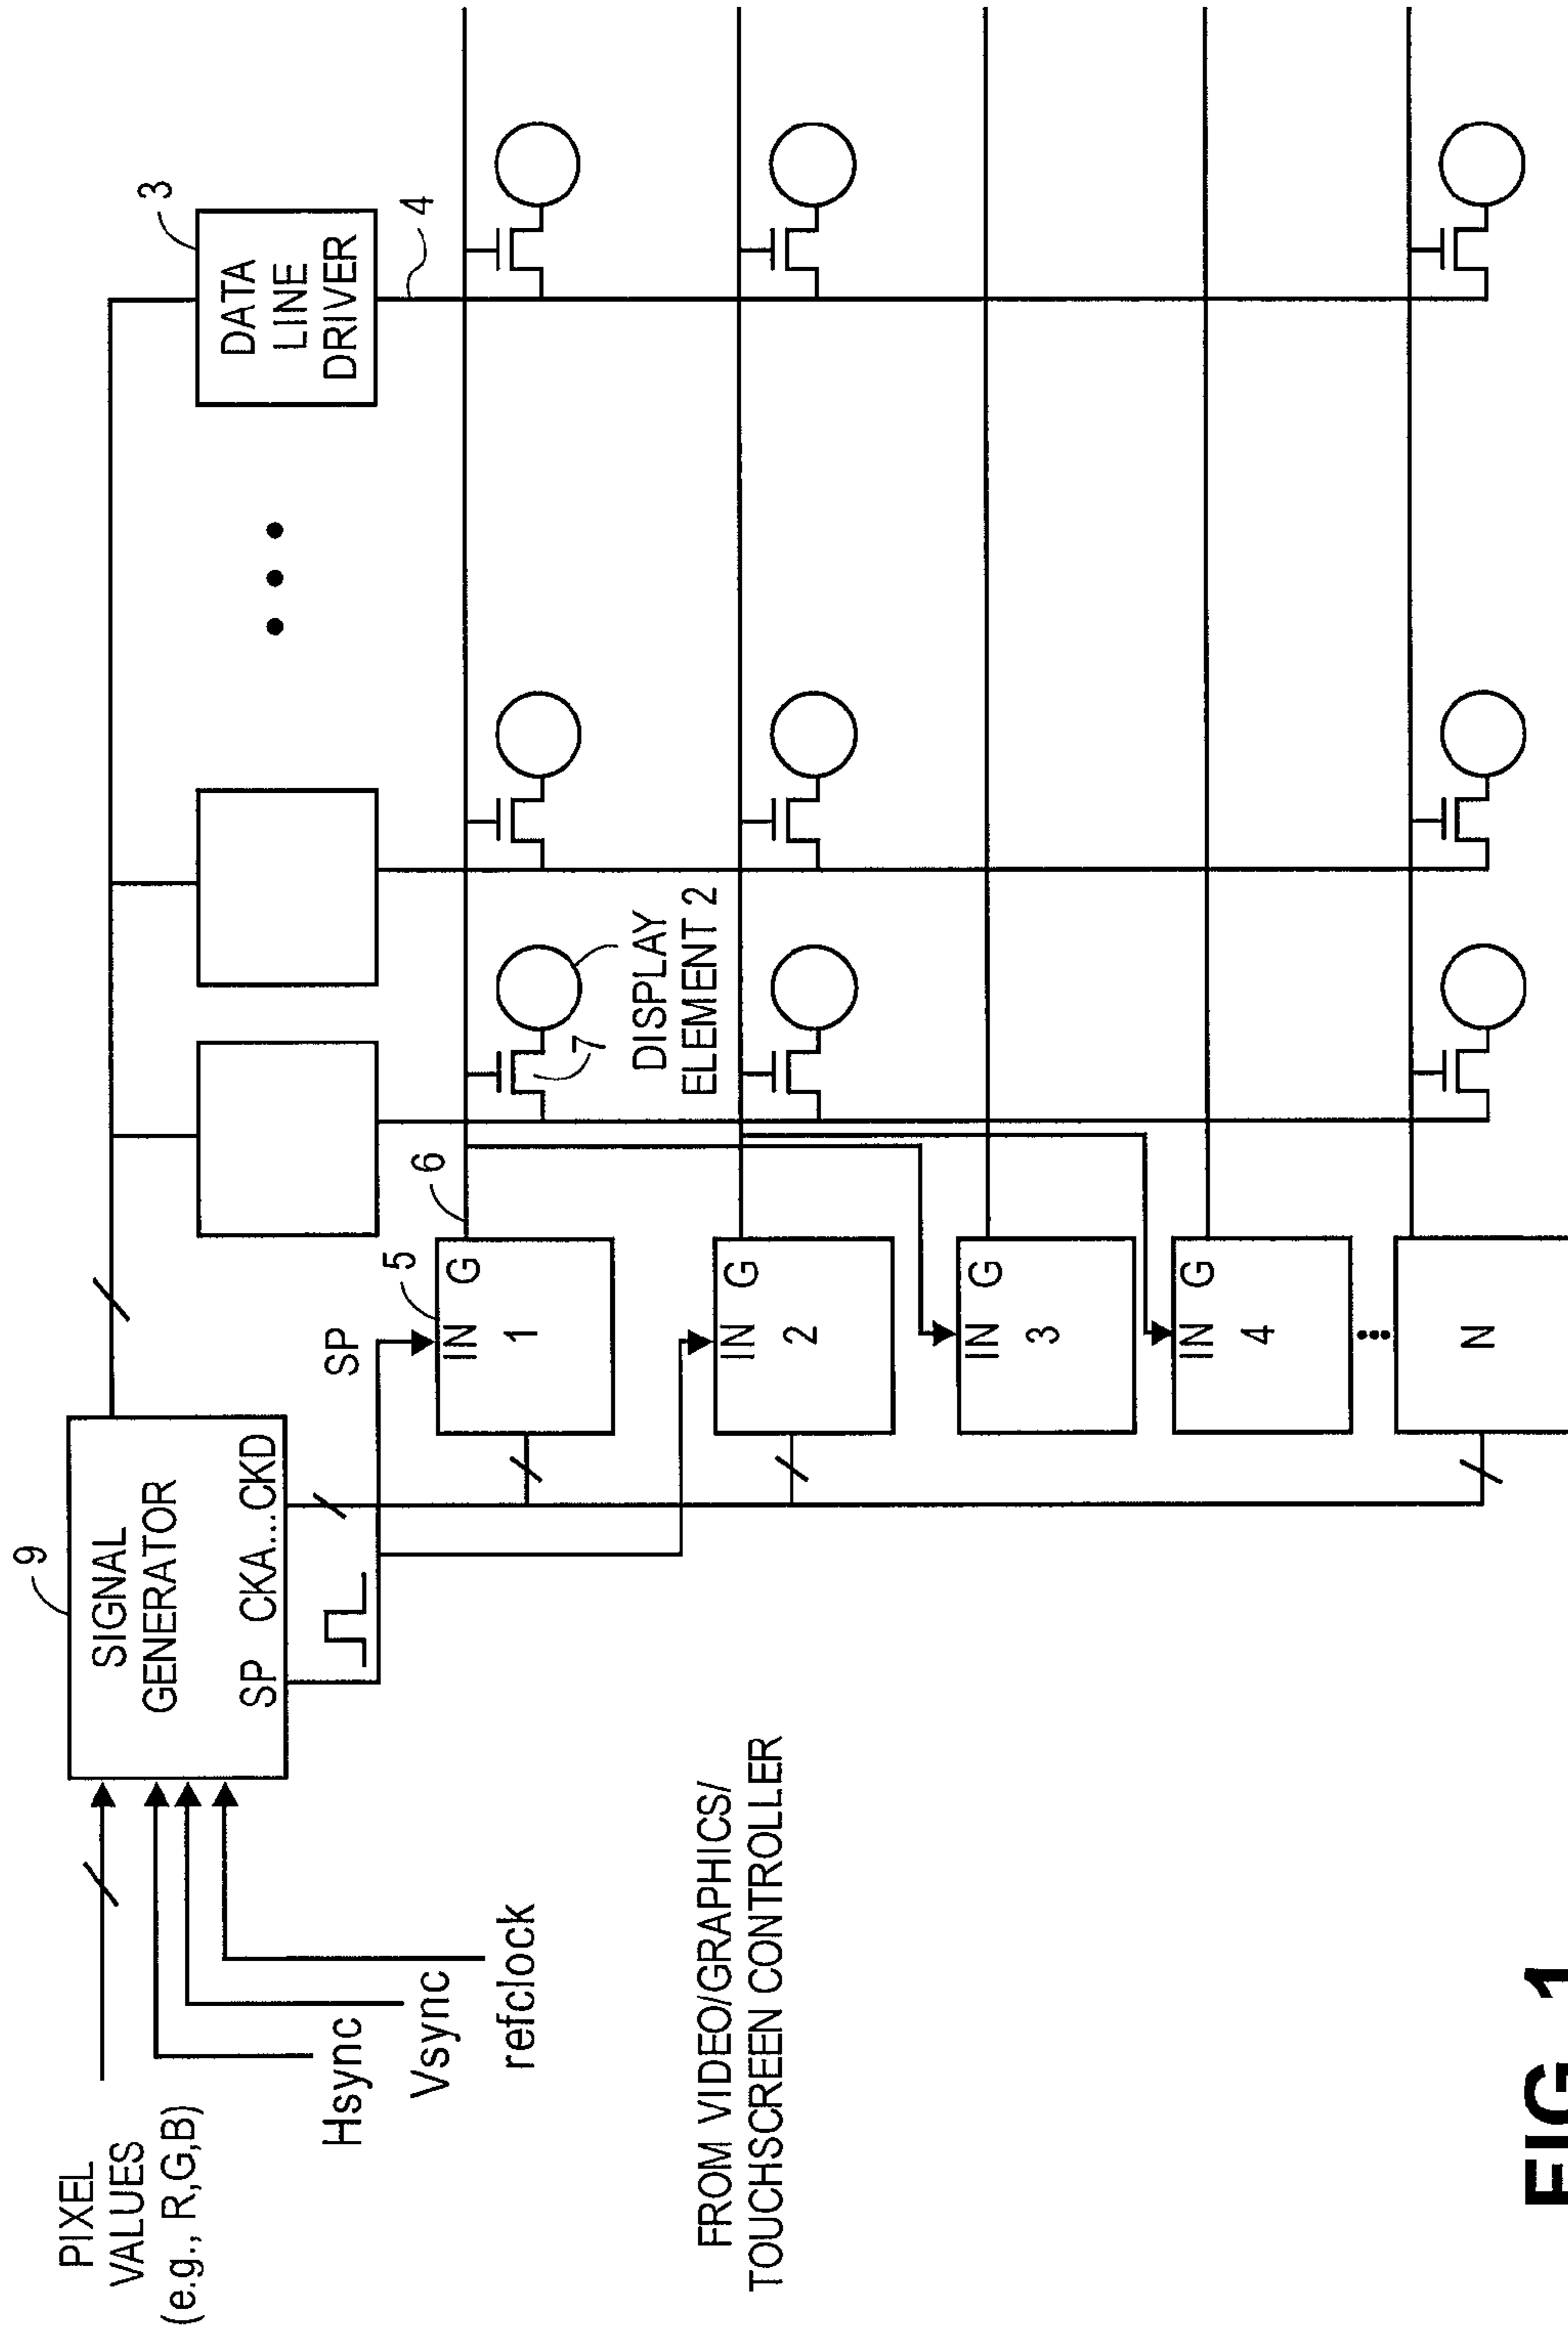 PIXEL
VALUES
(e.g., R,G,B)
Hsync
Vsync
refclock
FROM VIDEO/GRAPHICS/
TOUCHSCREEN CONTROLLER
9
SIGNAL
GENERATOR
SP CKA...CKD
SP
5
6
IN G
1
IN G
2
IN G
3
IN G
4
N
3
DATA
LINE
DRIVER
4
7
DISPLAY
ELEMENT 2
FIG. 1